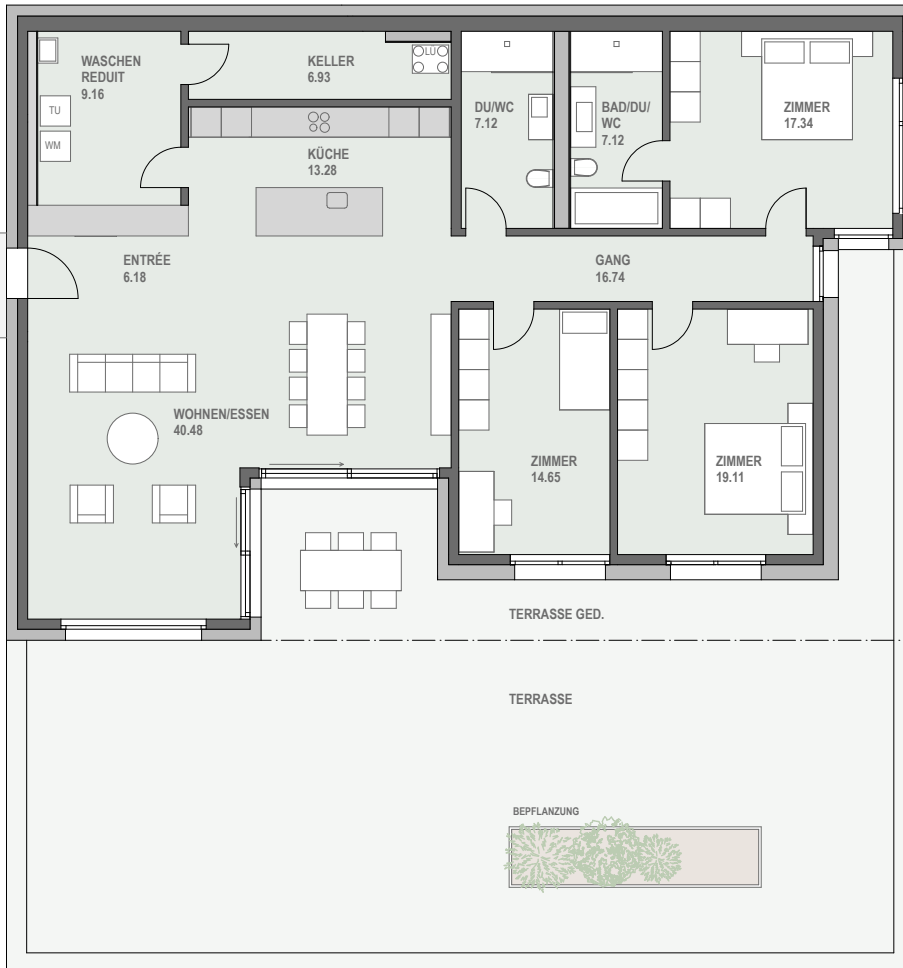 WASCHEN
REDUIT
9.16
KELLER
6.93
LÜ
TU
WM
DU/WC
7.12
BAD/DU/
WC
7.12
ZIMMER
17.34
KÜCHE
13.28
ENTRÉE
6.18
GANG
16.74
WOHNEN/ESSEN
40.48
ZIMMER
14.65
ZIMMER
19.11
TERRASSE GED.
TERRASSE
BEPFLANZUNG